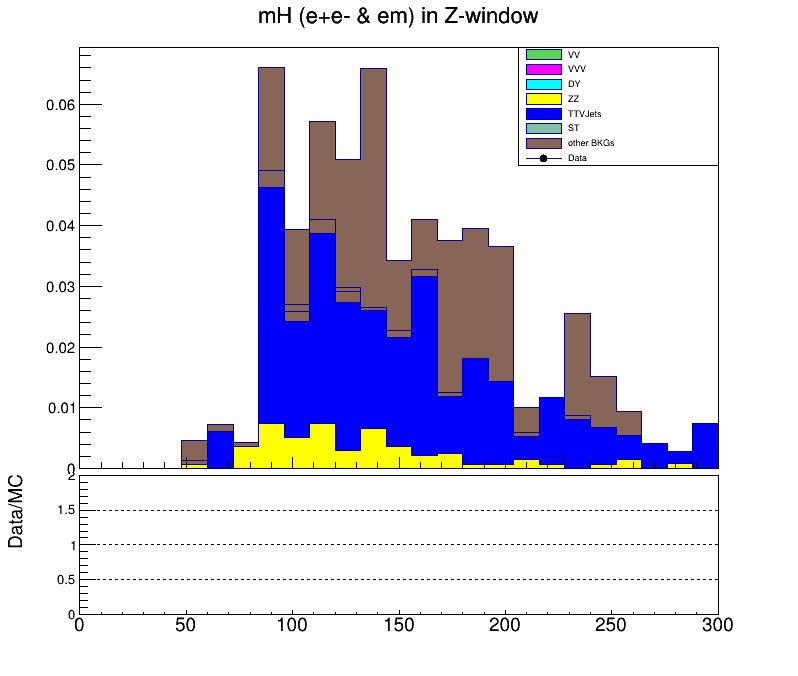 mH (e+e- & em) in Z-window
VV
VVV
DY
ZZ
TTVJets
ST
other BKGs
Data
0.06
0.05
0.04
0.03
0.02
0.01
0
Data/MC
2
1.5
1
0.5
0
0 50 100 150 200 250 300